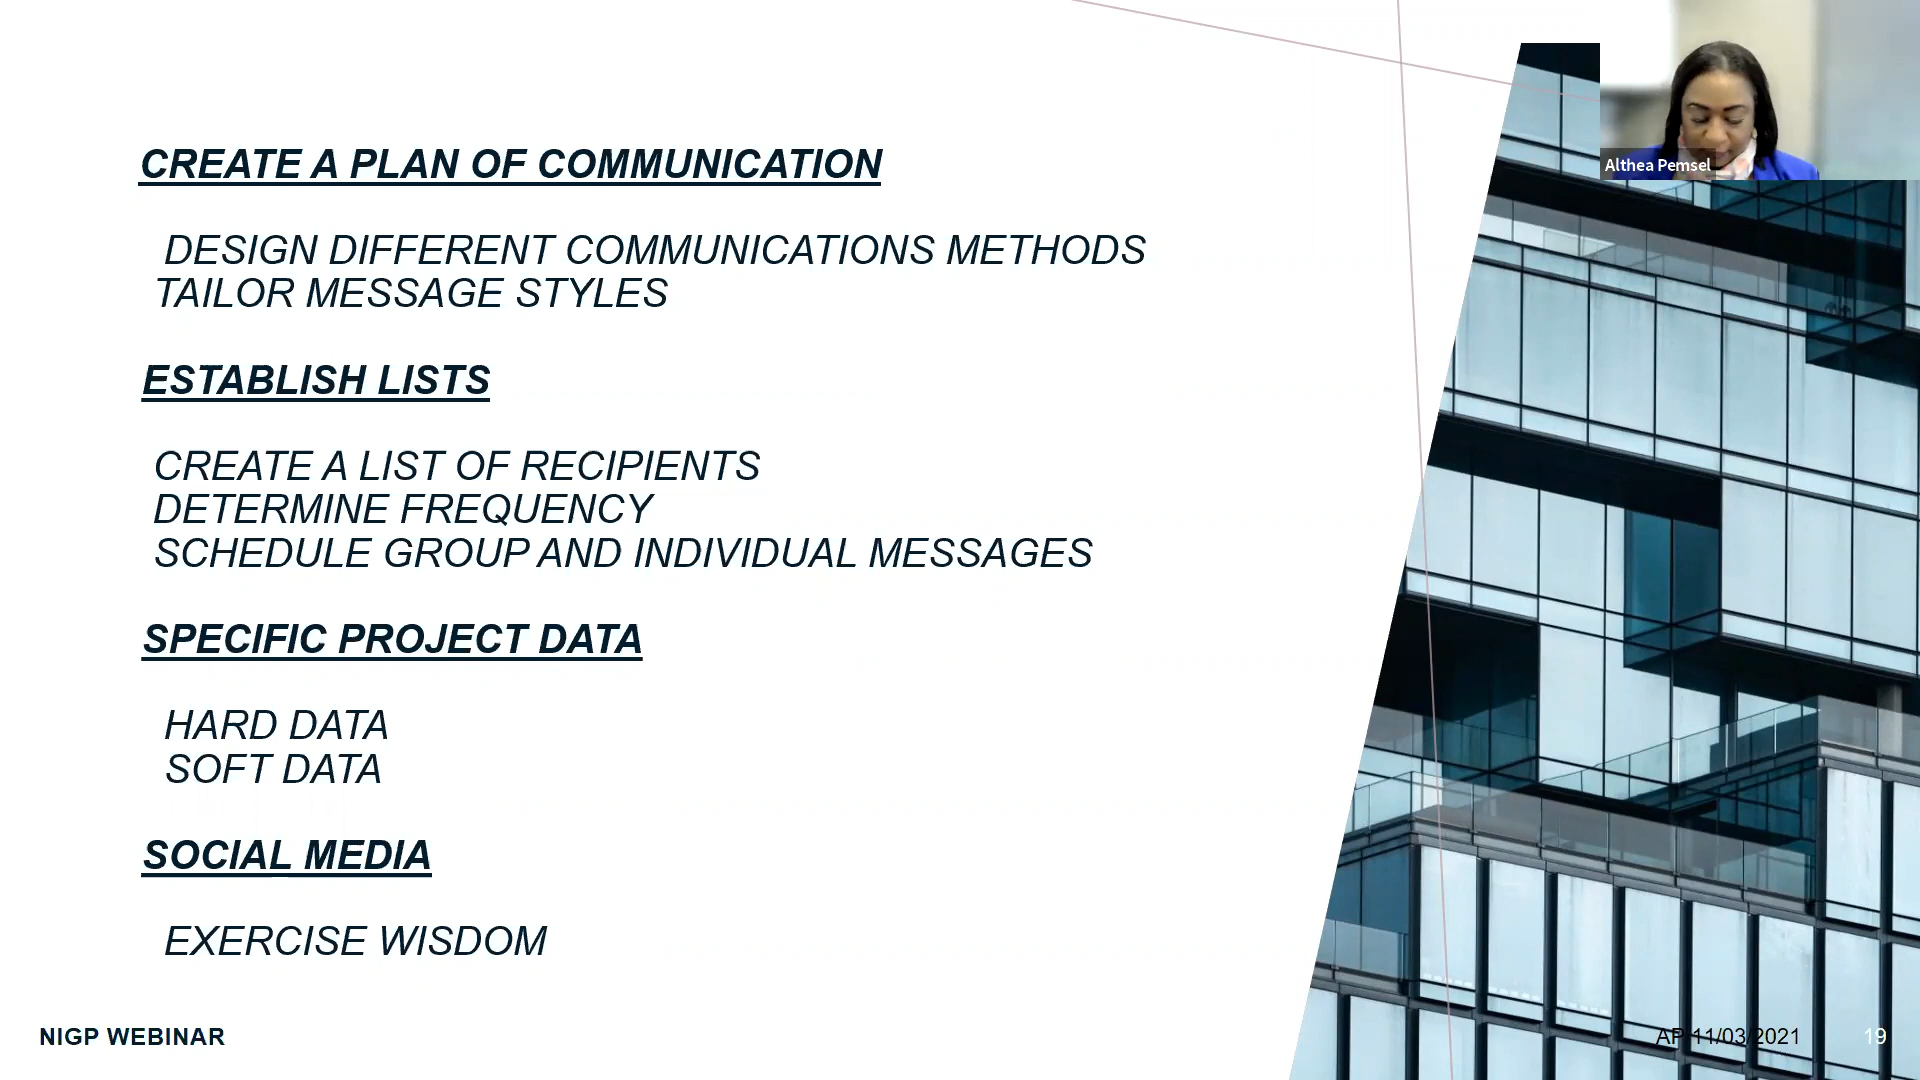 CREATE A PLAN OF COMMUNICATION
DESIGN DIFFERENT COMMUNICATIONS METHODS
TAILOR MESSAGE STYLES
ESTABLISH LISTS
CREATE A LIST OF RECIPIENTS
DETERMINE FREQUENCY
SCHEDULE GROUP AND INDIVIDUAL MESSAGES
SPECIFIC PROJECT DATA
HARD DATA
SOFT DATA
SOCIAL MEDIA
EXERCISE WISDOM
Althea Pemsel
NIGP WEBINAR
AP 11/03/2021
19